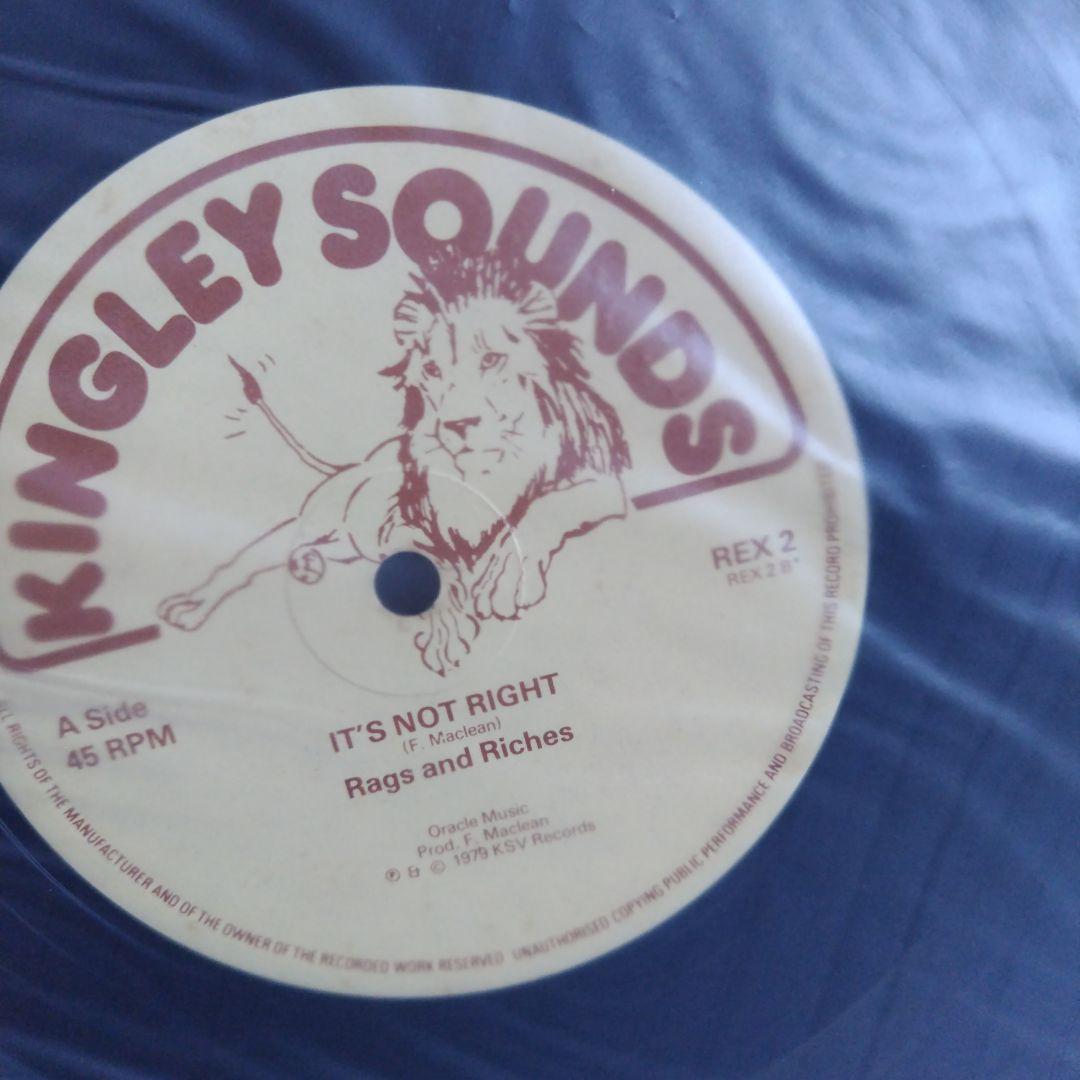 KINGLEY SOUNDS
REX 2
REX 2 B*
A Side
45 RPM
IT'S NOT RIGHT
(F. Maclean)
Rags and Riches
Oracle Music
Prod. F. Maclean
℗ & © 1979 KSV Records
ALL RIGHTS OF THE MANUFACTURER AND OF THE OWNER OF THE RECORDED WORK RESERVED UNAUTHORISED COPYING PUBLIC PERFORMANCE AND BROADCASTING OF THIS RECORD PROHIBITED